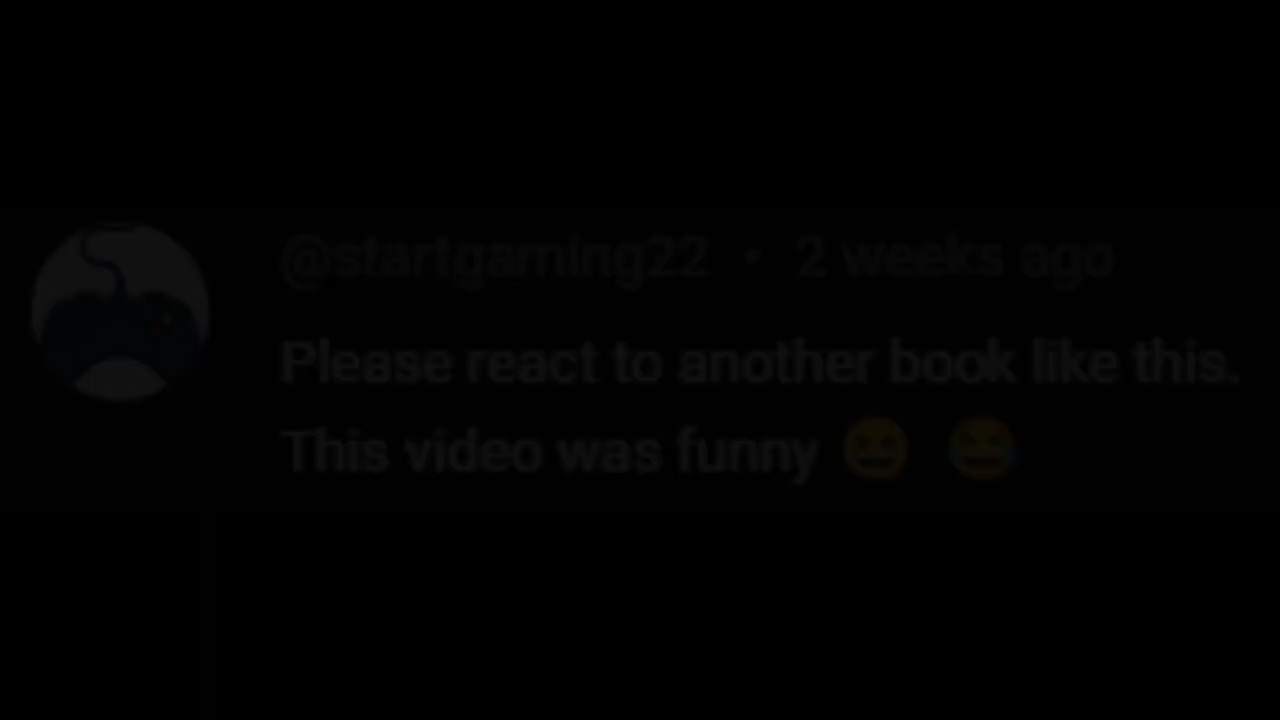 @startgaming22 • 2 weeks ago
Please react to another book like this.
This video was funny 😆 😂